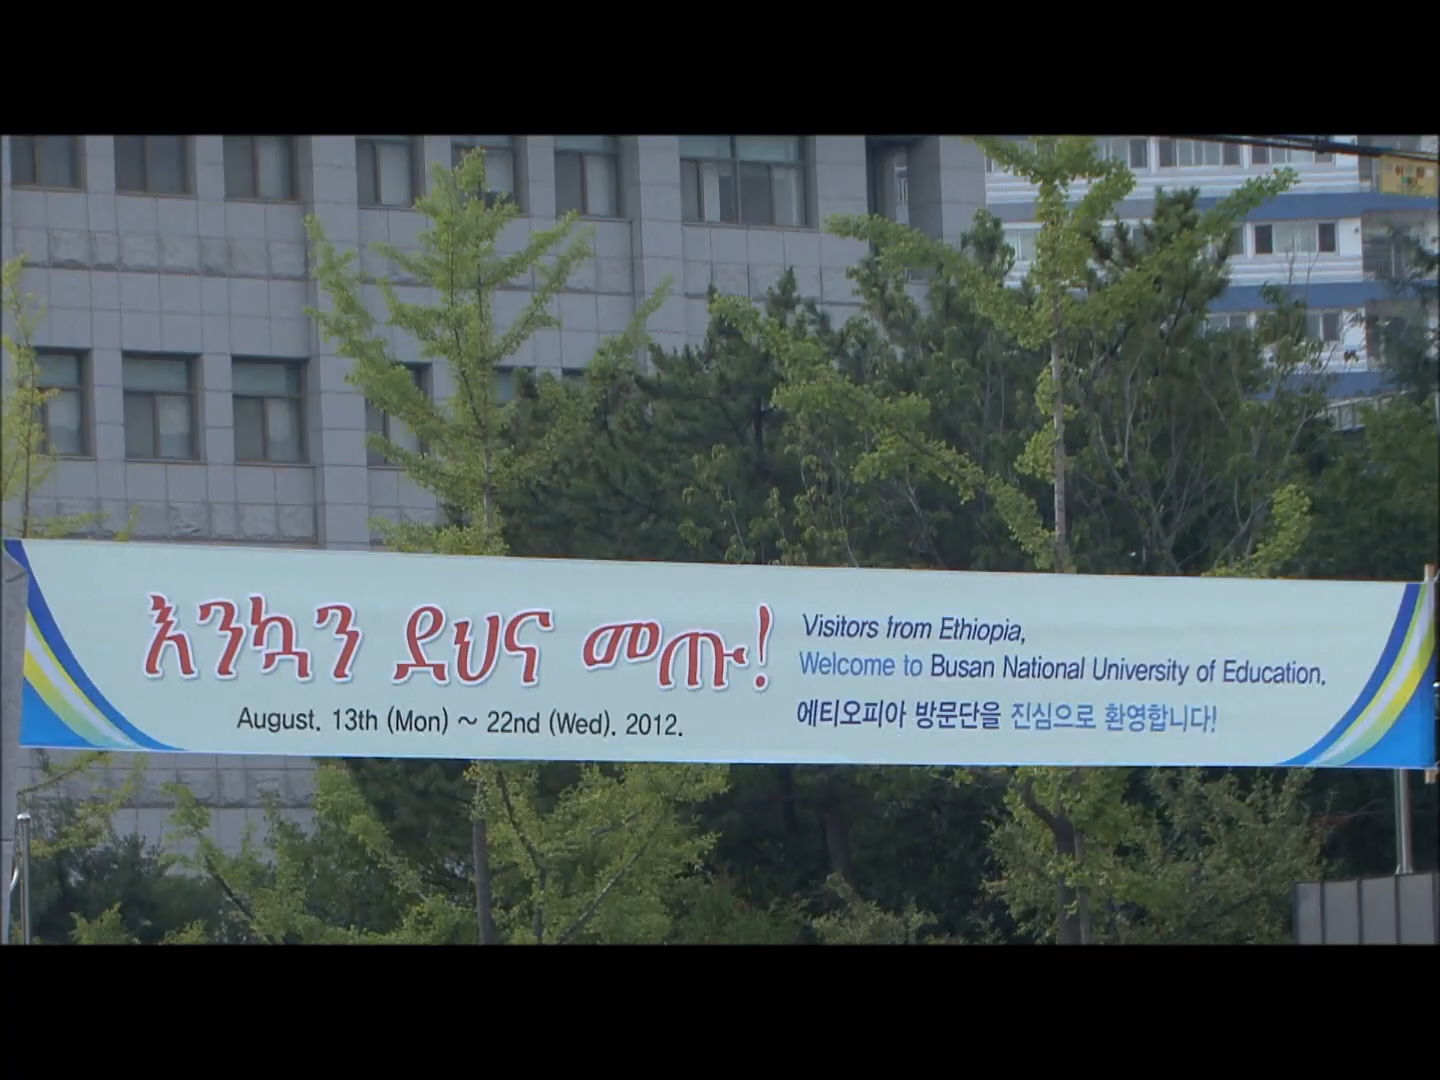 እንኳን ደህና መጡ!
August. 13th (Mon) ~ 22nd (Wed). 2012.
Visitors from Ethiopia,
Welcome to Busan National University of Education.
에티오피아 방문단을 진심으로 환영합니다!